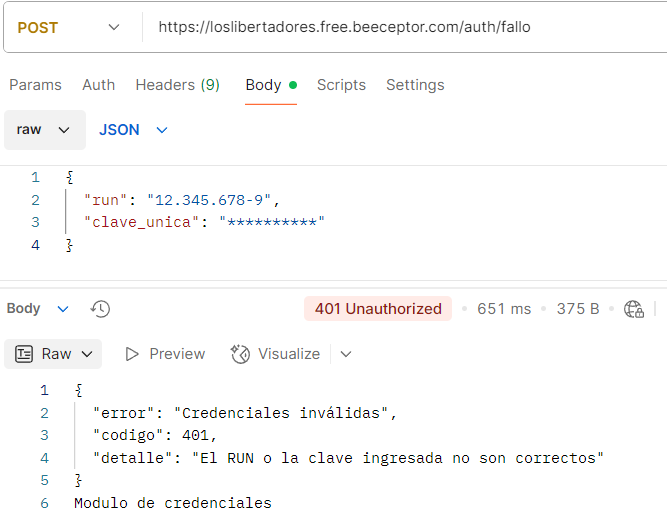 POST https://loslibertadores.free.beeceptor.com/auth/fallo
Params Auth Headers (9) Body Scripts Settings
raw JSON
1 {
2 "run": "12.345.678-9",
3 "clave_unica": "**********"
4 }
Body 401 Unauthorized 651 ms 375 B
Raw Preview Visualize
1 {
2 "error": "Credenciales inválidas",
3 "codigo": 401,
4 "detalle": "El RUN o la clave ingresada no son correctos"
5 }
6 Modulo de credenciales